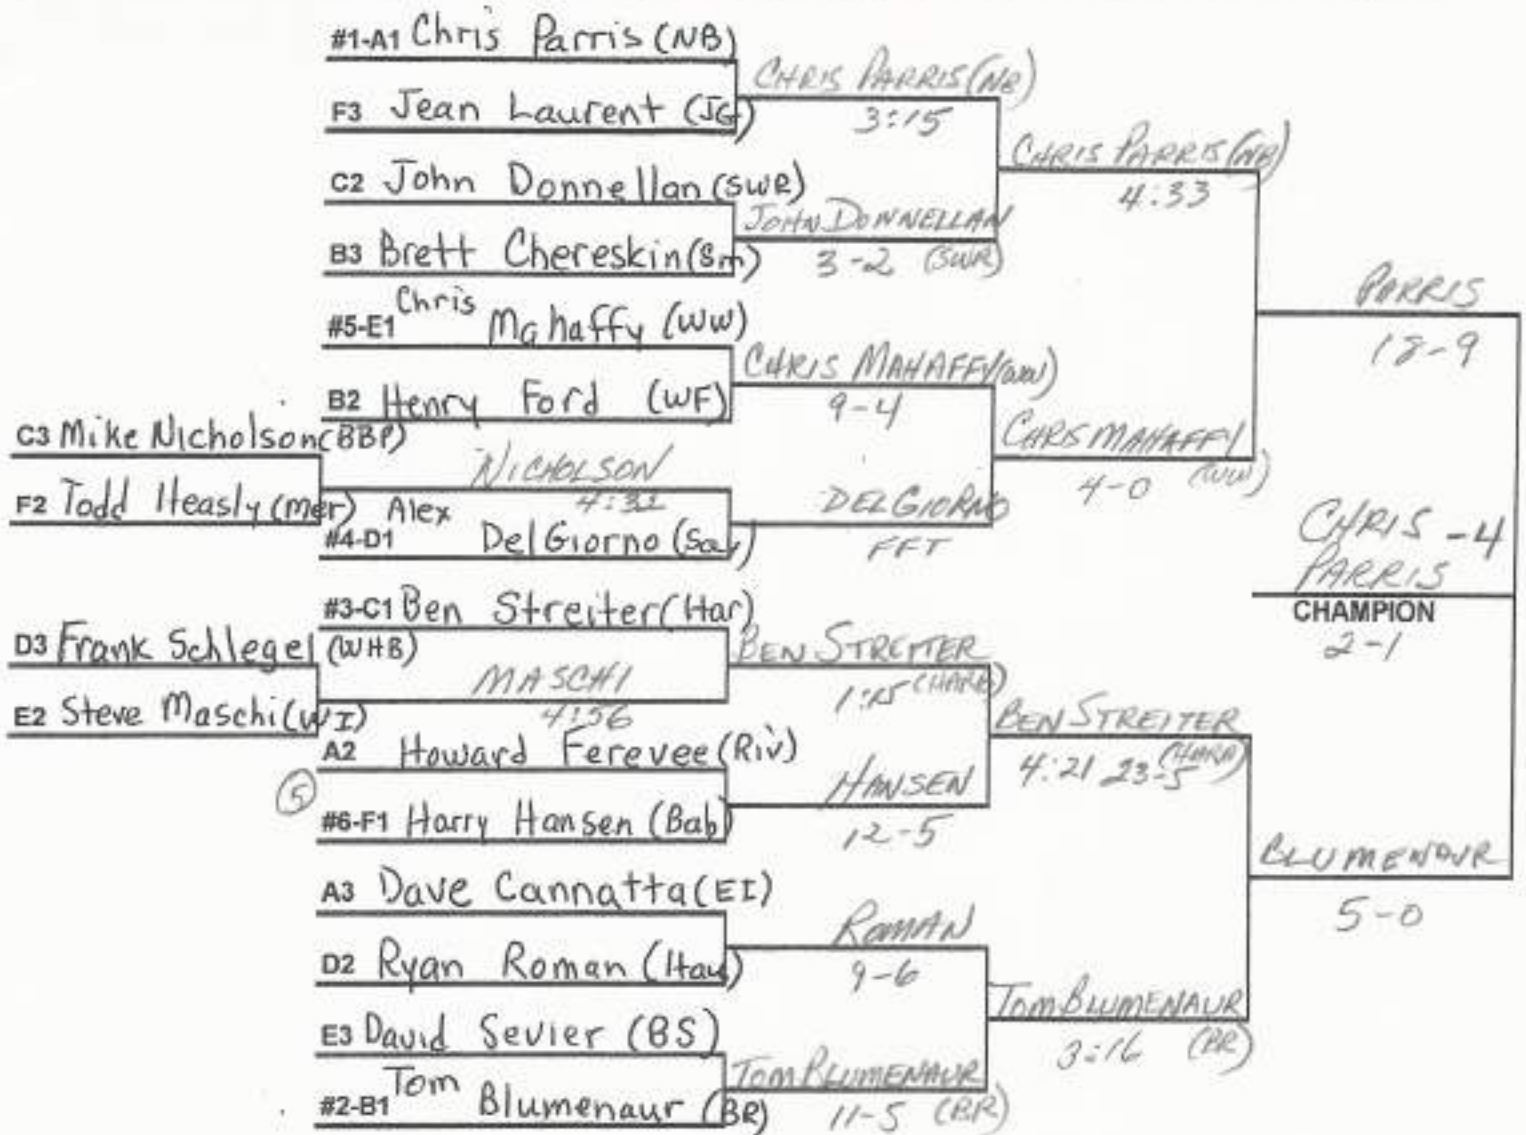 #1-A1 Chris Parris (NB)
CHRIS PARRIS (NB)
F3 Jean Laurent (JG)
3:15
CHRIS PARRIS (NB)
C2 John Donnellan (SWR)
4:33
JOHN DONNELLAN
B3 Brett Chereskin (Sm)
3-2 (SWR)
PARRIS
#5-E1 Chris Mahaffy (WW)
18-9
CHRIS MAHAFFY (WW)
B2 Henry Ford (WF)
9-4
C3 Mike Nicholson (BBP)
CHRIS MAHAFFY
(WW)
NICHOLSON
4-0
4:32
F2 Todd Heasly (mer)
DELGIORNO
#4-D1 Alex DelGiorno (Say)
FFT
CHRIS PARRIS -4
CHAMPION
2-1
#3-C1 Ben Streiter (Har)
D3 Frank Schlegel (WHB)
BEN STREITER
MASCHI
1:15 (HARB)
4:56
E2 Steve Maschi (WI)
BEN STREITER
A2 Howard Ferevee (Riv)
4:21 23-5 (HARB)
HANSEN
5
#6-F1 Harry Hansen (Bab)
12-5
BLUMENAUR
5-0
A3 Dave Cannatta (EI)
ROMAN
D2 Ryan Roman (Hau)
9-6
TOM BLUMENAUR
3:16 (BR)
E3 David Sevier (BS)
TOM BLUMENAUR
#2-B1 Tom Blumenaur (BR)
11-5 (BR)